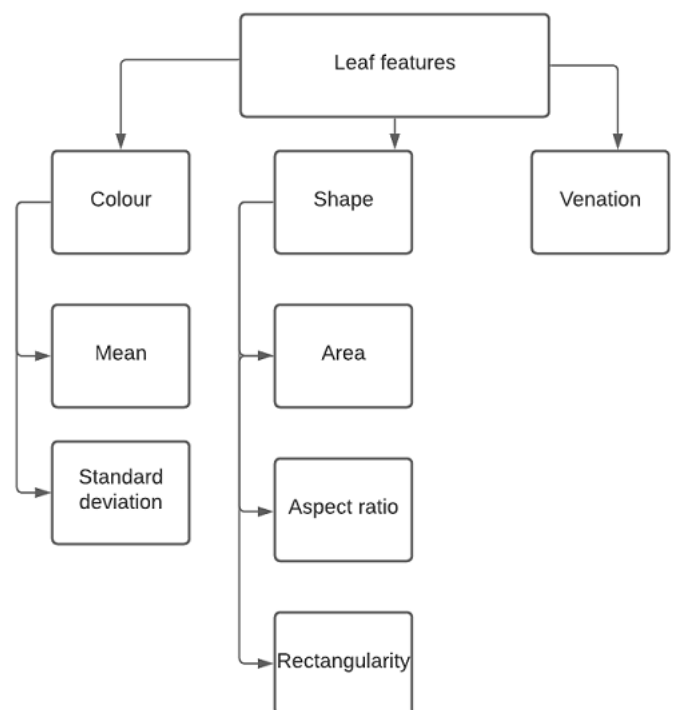 Leaf features
Colour
Shape
Venation
Mean
Area
Standard
deviation
Aspect ratio
Rectangularity